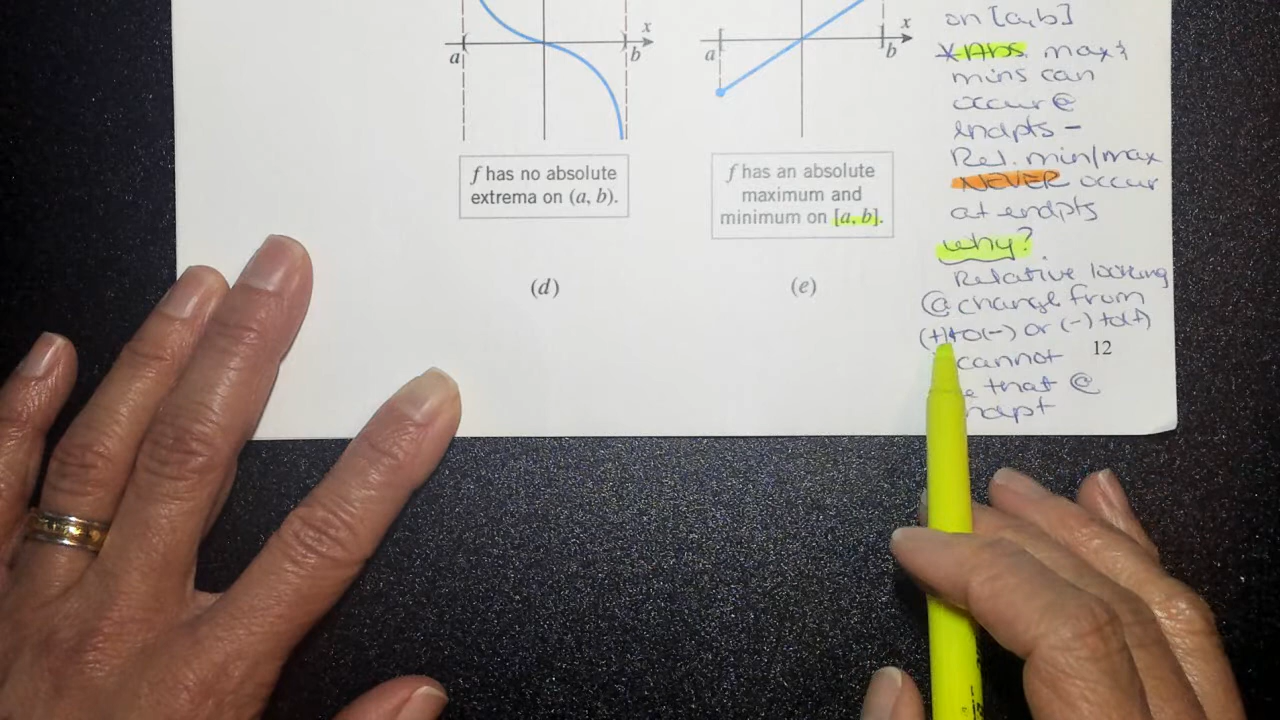 x
a
b
x
a
b
f has no absolute
extrema on (a, b).
f has an absolute
maximum and
minimum on [a, b].
(d)
(e)
on [a,b]
*Abs. max &
mins can
occur @
endpts –
Rel. min/max
NEVER occur
at endpts
why?
Relative looking
@ change from
(+) to (-) or (-) to (+)
cannot
that @
12